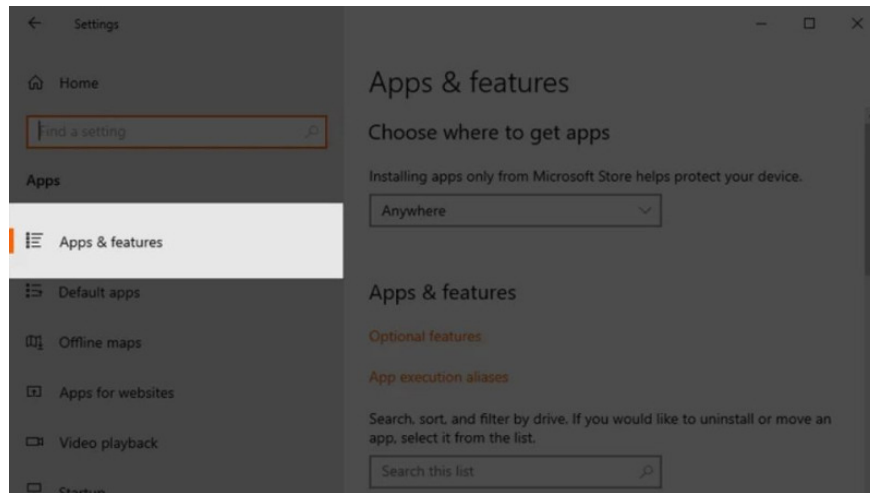 Settings
Home
Find a setting
Apps
Apps & features
Default apps
Offline maps
Apps for websites
Video playback
Startup
Apps & features
Choose where to get apps
Installing apps only from Microsoft Store helps protect your device.
Anywhere
Apps & features
Optional features
App execution aliases
Search, sort, and filter by drive. If you would like to uninstall or move an
app, select it from the list.
Search this list